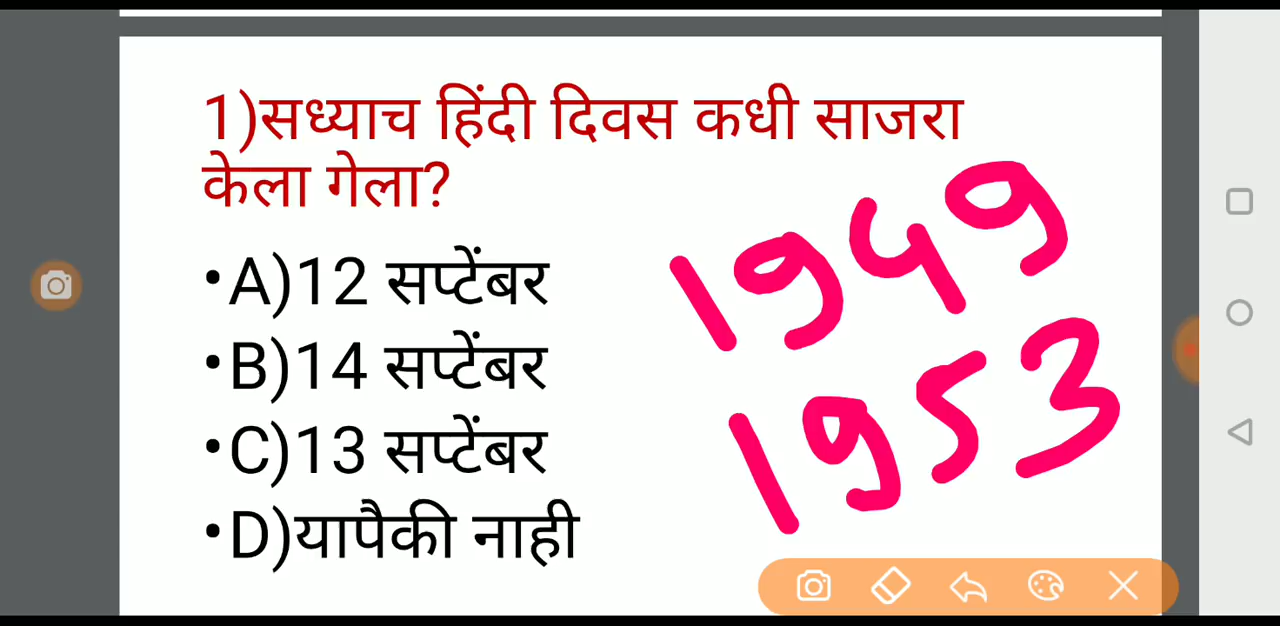 1)सध्याच हिंदी दिवस कधी साजरा
केला गेला?
•A)12 सप्टेंबर
•B)14 सप्टेंबर
•C)13 सप्टेंबर
•D)यापैकी नाही
1949
1953